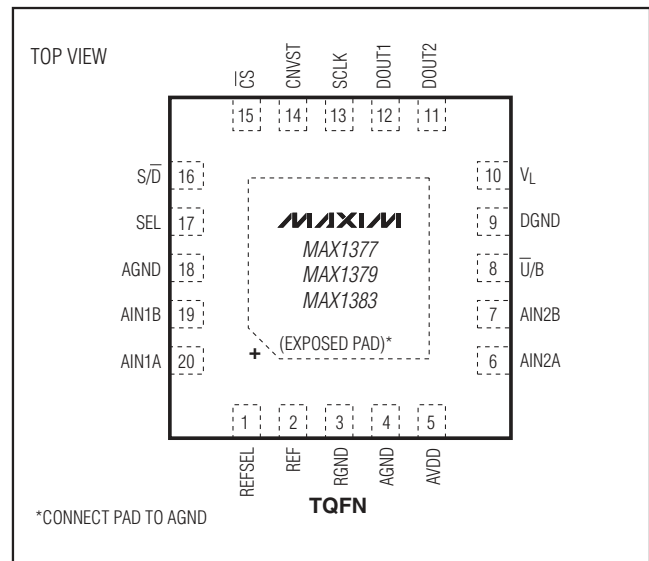 TOP VIEW
C̅S̅
CNVST
SCLK
DOUT1
DOUT2
15 14 13 12 11
S/D̅ 16
SEL 17
AGND 18
AIN1B 19
AIN1A 20
10 VL
9 DGND
8 U̅/B
7 AIN2B
6 AIN2A
MAXIM
MAX1377
MAX1379
MAX1383
+ (EXPOSED PAD)*
1 2 3 4 5
REFSEL
REF
RGND
AGND
AVDD
TQFN
*CONNECT PAD TO AGND